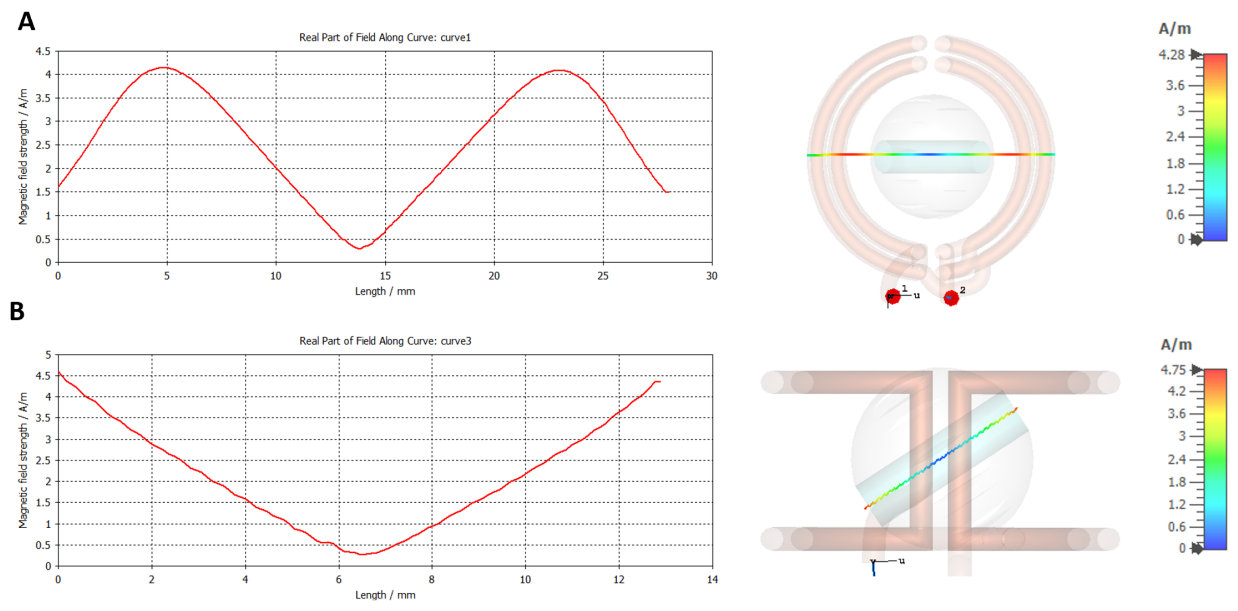 A
Real Part of Field Along Curve: curve1
Magnetic field strength / A/m
4.5
4
3.5
3
2.5
2
1.5
1
0.5
0
0 5 10 15 20 25 30
Length / mm
1
u
2
A/m
4.28
3.6
3
2.4
1.8
1.2
0.6
0
B
Real Part of Field Along Curve: curve3
Magnetic field strength / A/m
5
4.5
4
3.5
3
2.5
2
1.5
1
0.5
0
0 2 4 6 8 10 12 14
Length / mm
u
A/m
4.75
4.2
3.6
3
2.4
1.8
1.2
0.6
0